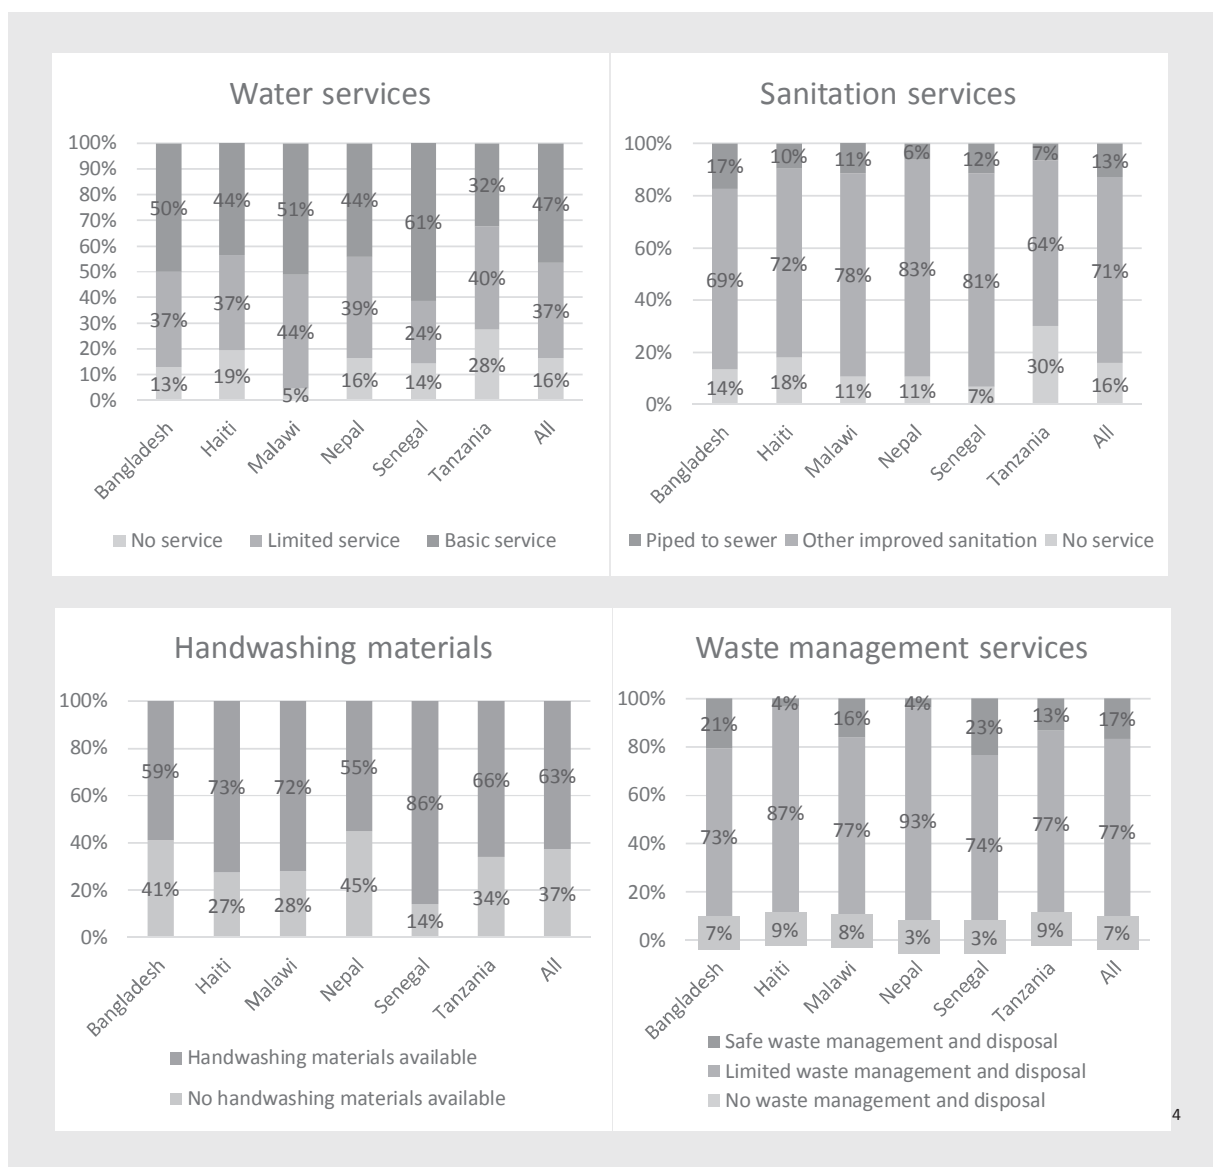 Water services
100%
90%
80%
70%
60%
50%
40%
30%
20%
10%
0%
50% 44% 51% 44% 61% 32% 47%
37% 37% 44% 39% 24% 40% 37%
13% 19% 5% 16% 14% 28% 16%
Bangladesh Haiti Malawi Nepal Senegal Tanzania All
No service Limited service Basic service
Sanitation services
100%
80%
60%
40%
20%
0%
17% 10% 11% 6% 12% 7% 13%
69% 72% 78% 83% 81% 64% 71%
14% 18% 11% 11% 7% 30% 16%
Bangladesh Haiti Malawi Nepal Senegal Tanzania All
Piped to sewer Other improved sanitation No service
Handwashing materials
100%
80%
60%
40%
20%
0%
59% 73% 72% 55% 86% 66% 63%
41% 27% 28% 45% 14% 34% 37%
Bangladesh Haiti Malawi Nepal Senegal Tanzania All
Handwashing materials available
No handwashing materials available
Waste management services
100%
80%
60%
40%
20%
0%
21% 4% 16% 4% 23% 13% 17%
73% 87% 77% 93% 74% 77% 77%
7% 9% 8% 3% 3% 9% 7%
Bangladesh Haiti Malawi Nepal Senegal Tanzania All
Safe waste management and disposal
Limited waste management and disposal
No waste management and disposal
4